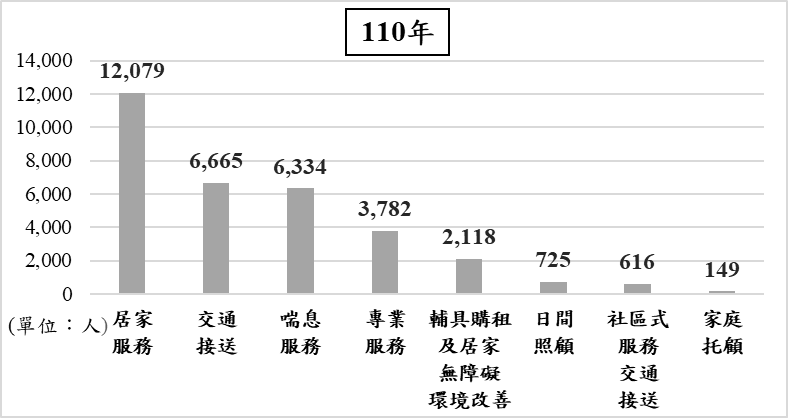 110年
14,000
12,000
10,000
8,000
6,000
4,000
2,000
0
12,079
6,665
6,334
3,782
2,118
725
616
149
(單位：人)
居家
服務
交通
接送
喘息
服務
專業
服務
輔具購租
及居家
無障礙
環境改善
日間
照顧
社區式
服務
交通
接送
家庭
托顧